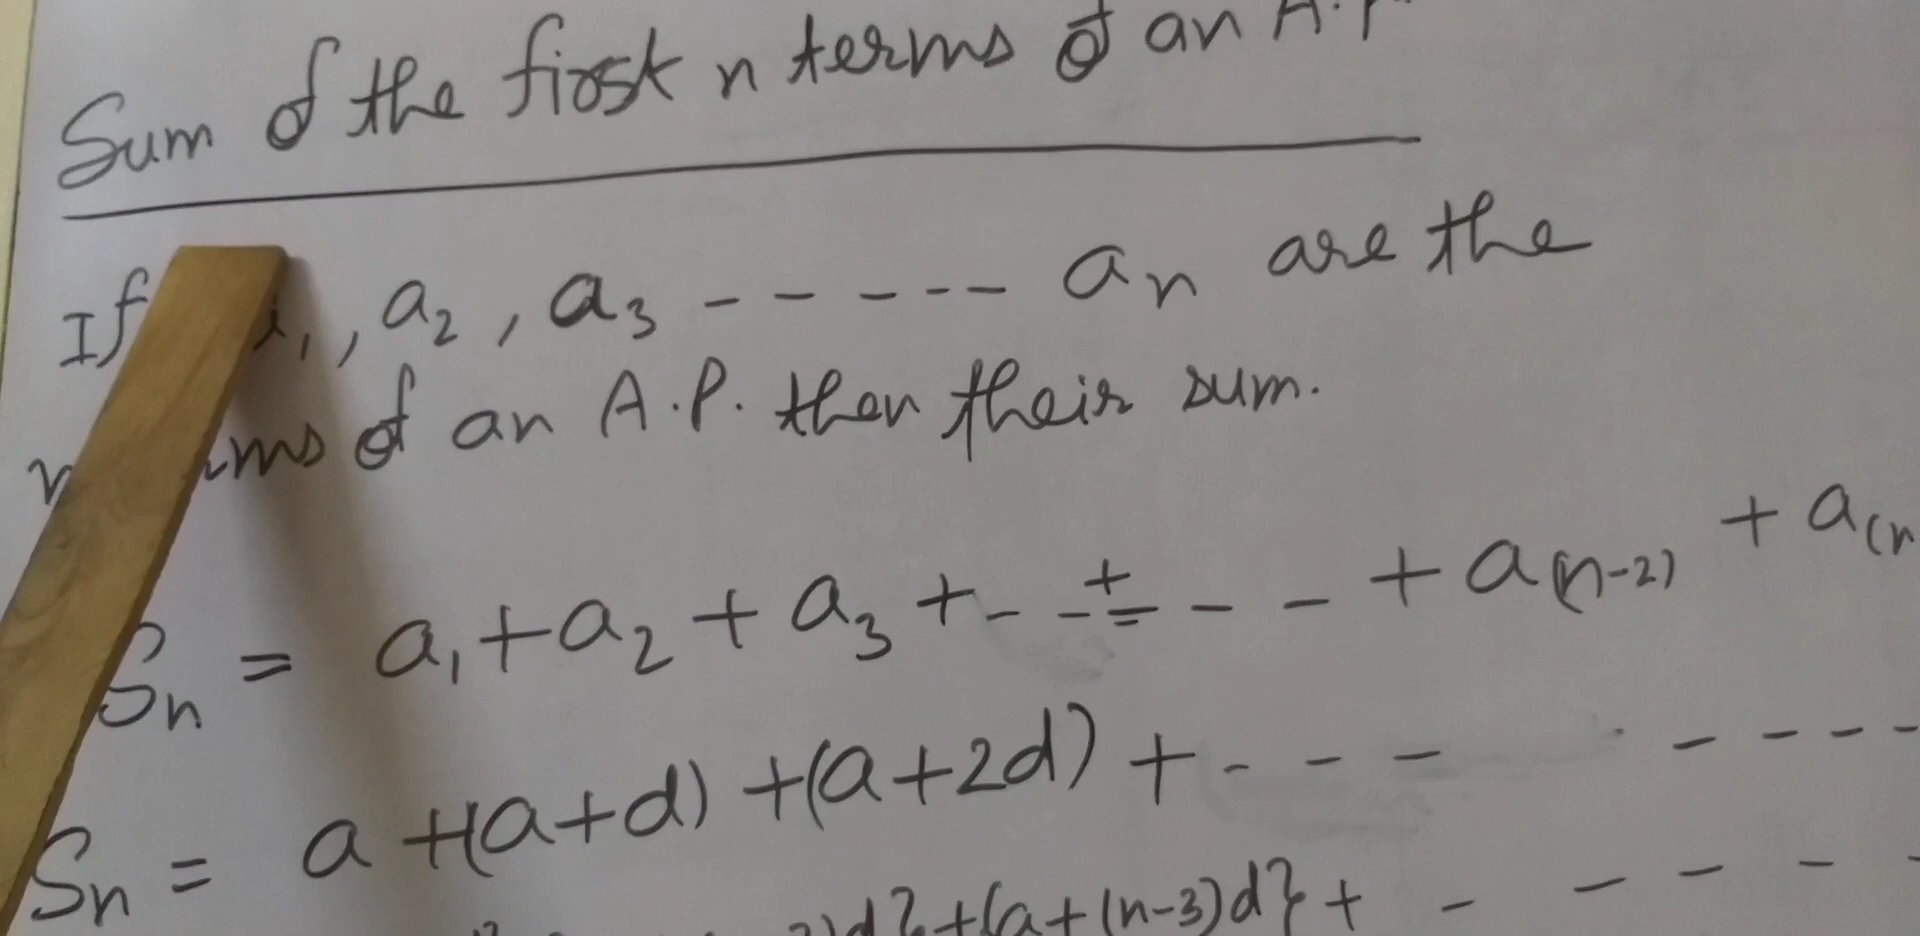 Sum of the first n terms of an A.P.
If a₁, a₂, a₃ ------ aₙ are the
of an A.P. then their sum.
Sₙ = a₁ + a₂ + a₃ + - - + = - - + a(n-2) + a(n
Sₙ = a + (a+d) + (a+2d) + - - - - - - -
)d} + {a+(n-3)d} + - - - - -